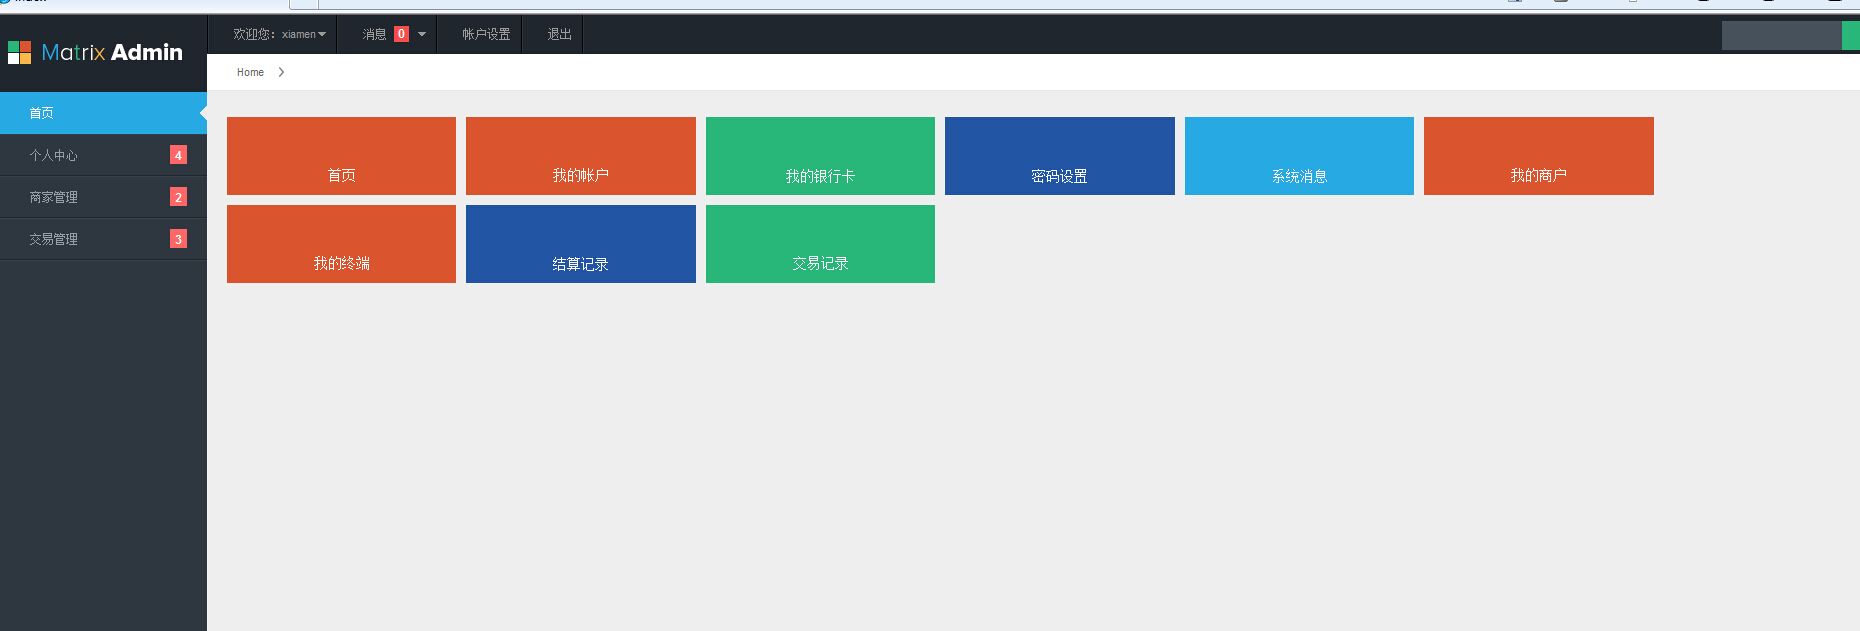 Matrix Admin
欢迎您：xiamen
消息 0
帐户设置
退出
Home
首页
个人中心 4
商家管理 2
交易管理 3
首页
我的帐户
我的银行卡
密码设置
系统消息
我的商户
我的终端
结算记录
交易记录